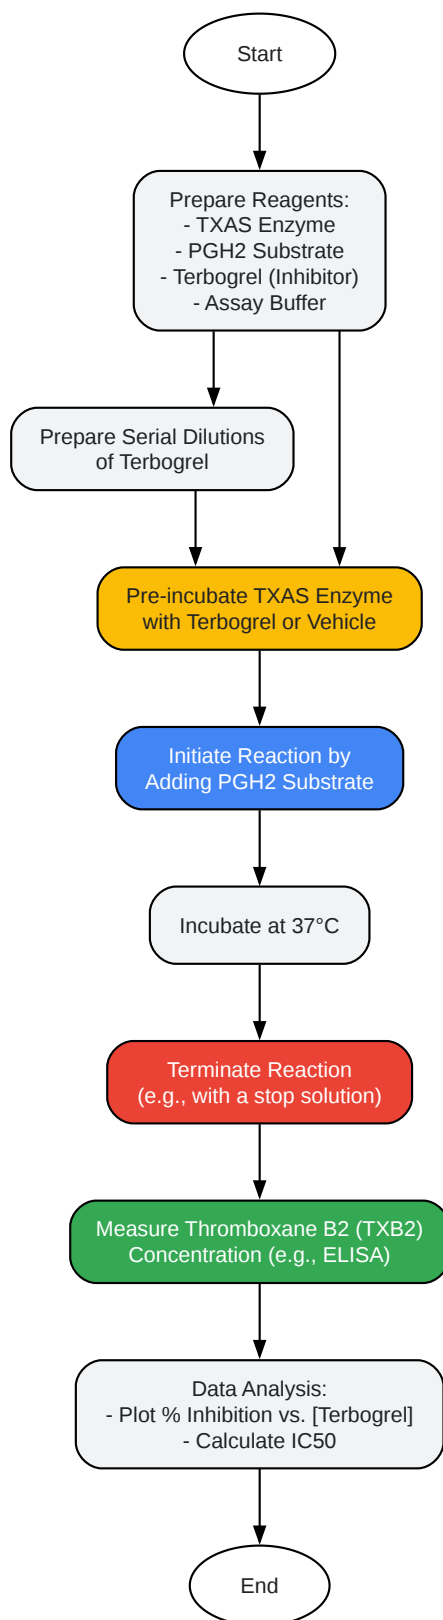 Start
Prepare Reagents:
- TXAS Enzyme
- PGH2 Substrate
- Terbogrel (Inhibitor)
- Assay Buffer
Prepare Serial Dilutions
of Terbogrel
Pre-incubate TXAS Enzyme
with Terbogrel or Vehicle
Initiate Reaction by
Adding PGH2 Substrate
Incubate at 37°C
Terminate Reaction
(e.g., with a stop solution)
Measure Thromboxane B2 (TXB2)
Concentration (e.g., ELISA)
Data Analysis:
- Plot % Inhibition vs. [Terbogrel]
- Calculate IC50
End